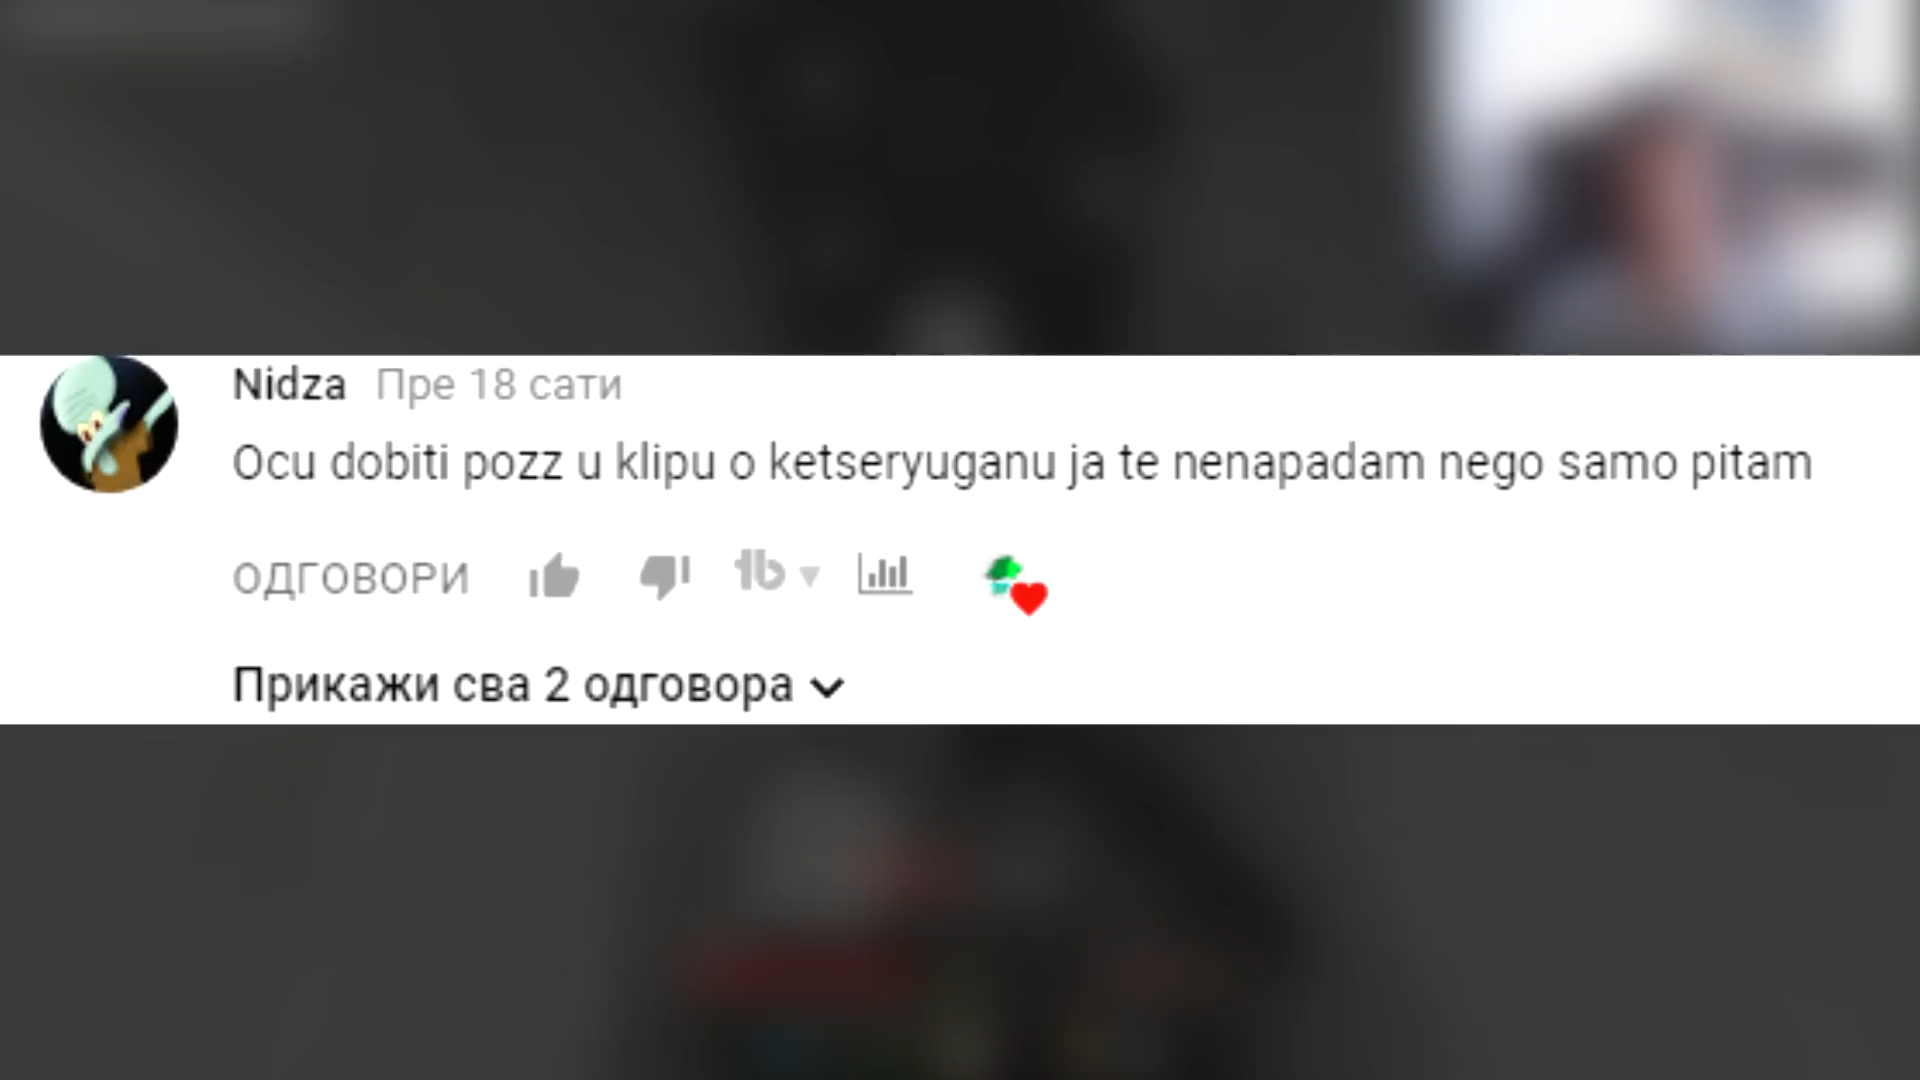 Nidza Пре 18 сати
Ocu dobiti pozz u klipu o ketseryuganu ja te nenapadam nego samo pitam
ОДГОВОРИ
Прикажи сва 2 одговора